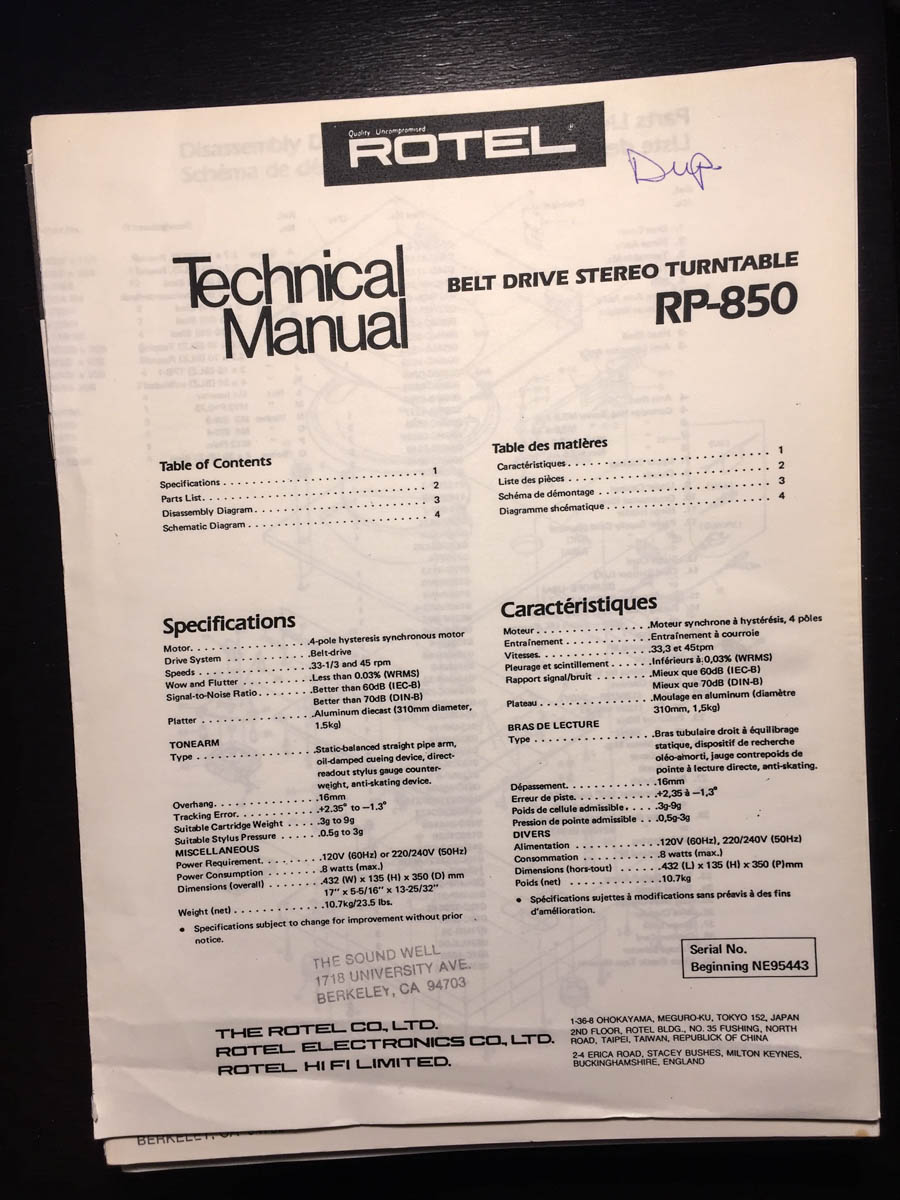 Quality Uncompromised
ROTEL®
Dup
Technical
Manual
BELT DRIVE STEREO TURNTABLE
RP-850
Table of Contents
Specifications . . . . . . . . . . . . . . . . . . . . . . . . . . . . 1
Parts List. . . . . . . . . . . . . . . . . . . . . . . . . . . . . . . 2
Disassembly Diagram . . . . . . . . . . . . . . . . . . . . . . . 3
Schematic Diagram . . . . . . . . . . . . . . . . . . . . . . . . 4
Table des matières
Caractéristiques . . . . . . . . . . . . . . . . . . . . . . . . . . 1
Liste des pièces . . . . . . . . . . . . . . . . . . . . . . . . . . 2
Schéma de démontage . . . . . . . . . . . . . . . . . . . . . . 3
Diagramme shcématique . . . . . . . . . . . . . . . . . . . . . 4
Specifications
Motor. . . . . . . . . . . . . . . .4-pole hysteresis synchronous motor
Drive System . . . . . . . . . . .Belt-drive
Speeds . . . . . . . . . . . . . . .33-1/3 and 45 rpm
Wow and Flutter . . . . . . . . .Less than 0.03% (WRMS)
Signal-to-Noise Ratio. . . . . . .Better than 60dB (IEC-B)
Better than 70dB (DIN-B)
Platter . . . . . . . . . . . . . . .Aluminum diecast (310mm diameter,
1.5kg)
TONEARM
Type . . . . . . . . . . . . . . . .Static-balanced straight pipe arm,
oil-damped cueing device, direct-
readout stylus gauge counter-
weight, anti-skating device.
Overhang. . . . . . . . . . . . . .16mm
Tracking Error. . . . . . . . . . .+2.35° to −1.3°
Suitable Cartridge Weight . . . . .3g to 9g
Suitable Stylus Pressure . . . . . .0.5g to 3g
MISCELLANEOUS
Power Requirement. . . . . . . . .120V (60Hz) or 220/240V (50Hz)
Power Consumption . . . . . . . .8 watts (max.)
Dimensions (overall) . . . . . . . .432 (W) x 135 (H) x 350 (D) mm
17" x 5-5/16" x 13-25/32"
Weight (net) . . . . . . . . . . . .10.7kg/23.5 lbs.
• Specifications subject to change for improvement without prior
notice.
Caractéristiques
Moteur . . . . . . . . . . . . . . .Moteur synchrone à hystérésis, 4 pôles
Entraînement . . . . . . . . . . .Entraînement à courroie
Vitesses. . . . . . . . . . . . . . .33,3 et 45tpm
Pleurage et scintillement . . . . . .Inférieurs à 0,03% (WRMS)
Rapport signal/bruit . . . . . . . .Mieux que 60dB (IEC-B)
Mieux que 70dB (DIN-B)
Plateau . . . . . . . . . . . . . . .Moulage en aluminum (diamètre
310mm, 1,5kg)
BRAS DE LECTURE
Type . . . . . . . . . . . . . . . .Bras tubulaire droit à équilibrage
statique, dispositif de recherche
oléo-amorti, jauge contrepoids de
pointe à lecture directe, anti-skating.
Dépassement. . . . . . . . . . . .16mm
Erreur de piste. . . . . . . . . . .+2,35 à −1,3°
Poids de cellule admissible. . . . .3g-9g
Pression de pointe admissible . . .0,5g-3g
DIVERS
Alimentation . . . . . . . . . . . .120V (60Hz), 220/240V (50Hz)
Consommation . . . . . . . . . . .8 watts (max.)
Dimensions (hors-tout) . . . . . . .432 (L) x 135 (H) x 350 (P)mm
Poids (net) . . . . . . . . . . . . .10.7kg
• Spécifications sujettes à modifications sans préavis à des fins
d'amélioration.
Serial No.
Beginning NE95443
THE SOUND WELL
1718 UNIVERSITY AVE.
BERKELEY, CA 94703
THE ROTEL CO., LTD.
ROTEL ELECTRONICS CO., LTD.
ROTEL HI FI LIMITED.
1-36-8 OHOKAYAMA, MEGURO-KU, TOKYO 152, JAPAN
2ND FLOOR, ROTEL BLDG., NO. 35 FUSHING, NORTH
ROAD, TAIPEI, TAIWAN, REPUBLIC OF CHINA
2-4 ERICA ROAD, STACEY BUSHES, MILTON KEYNES,
BUCKINGHAMSHIRE, ENGLAND